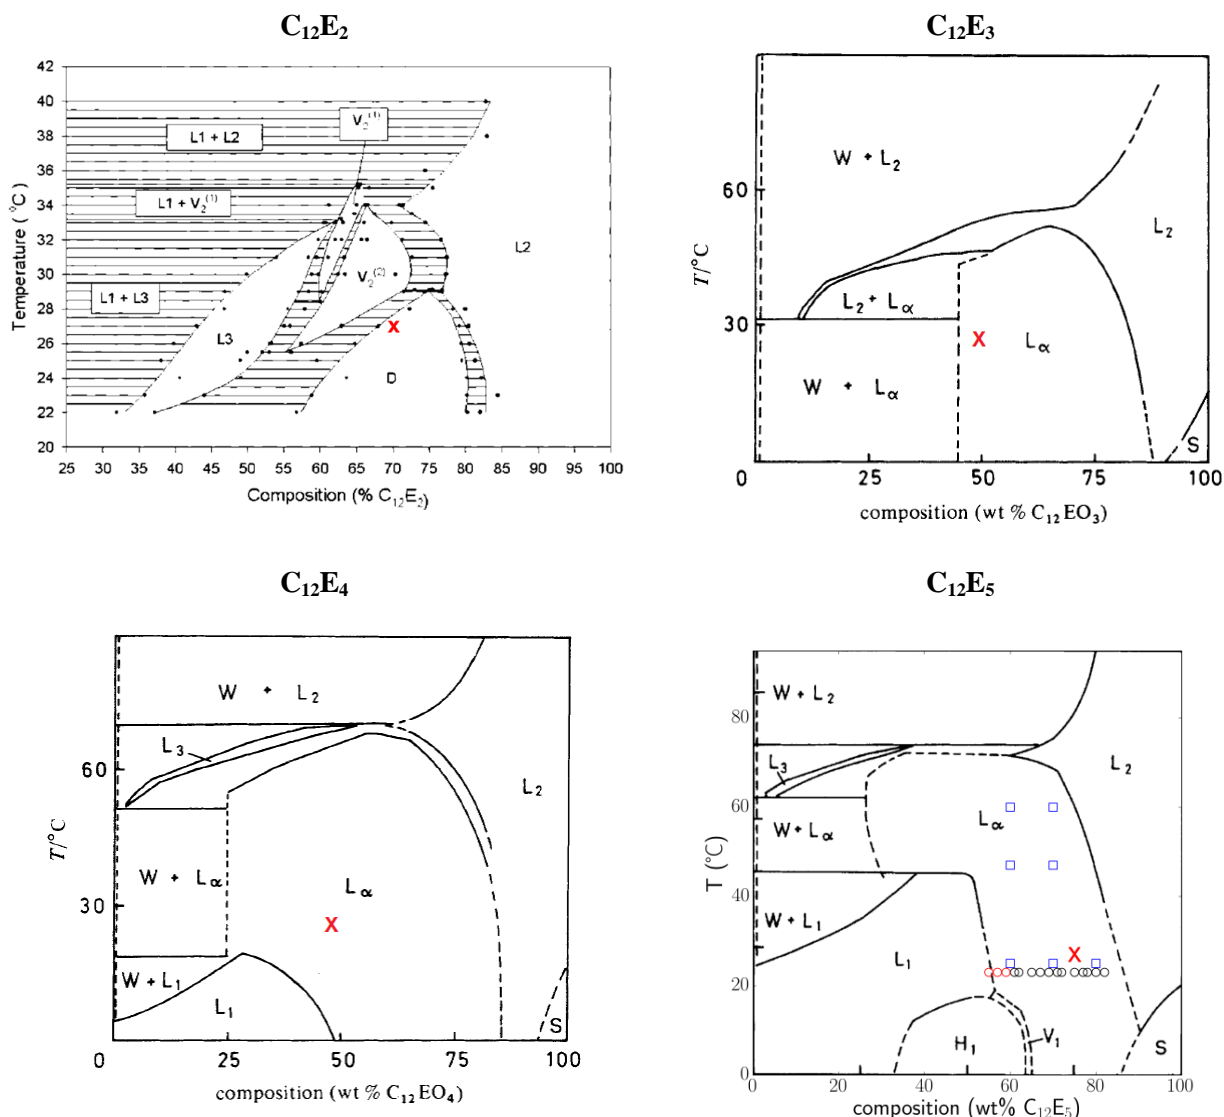 C12E2
42
40
38
36
34
32
30
28
26
24
22
20
Temperature (°C)
V2(1)
L1 + L2
L1 + V2(1)
L2
V2(2)
L1 + L3
L3
X
D
25 30 35 40 45 50 55 60 65 70 75 80 85 90 95 100
Composition (% C12E2)
C12E3
T/°C
60
30
W + L2
L2
L2 + Lα
X
Lα
W + Lα
S
0 25 50 75 100
composition (wt % C12EO3)
C12E4
T/°C
60
30
W + L2
L3
L2
W + Lα
Lα
X
W + L1
L1
S
0 25 50 75 100
composition (wt % C12EO4)
C12E5
T (°C)
80
60
40
20
0
W + L2
L3
L2
Lα
W + Lα
W + L1
L1
X
H1
V1
S
0 20 40 60 80 100
composition (wt% C12E5)